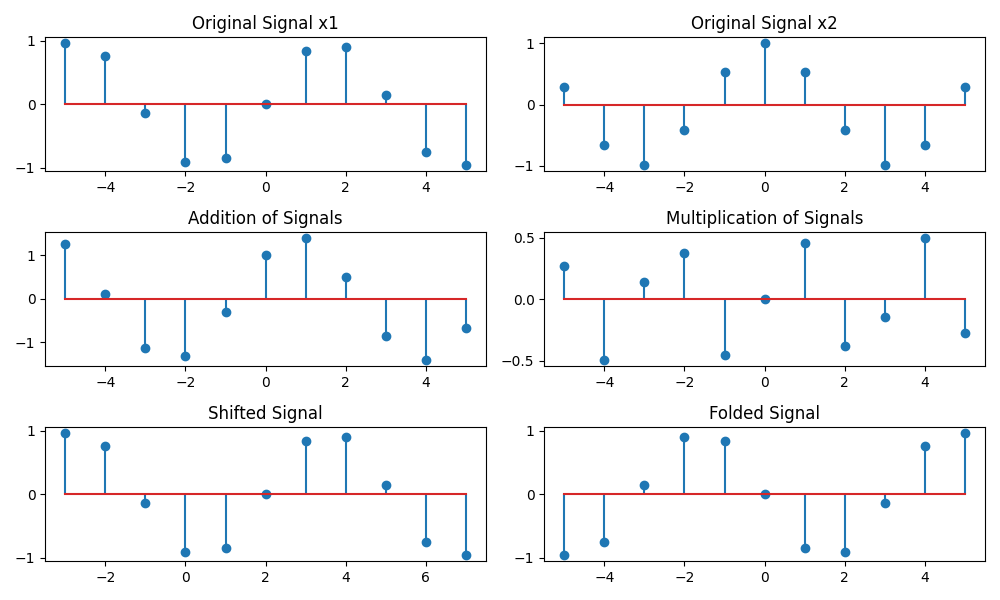 Original Signal x1
1
0
−1
−4 −2 0 2 4
Original Signal x2
1
0
−1
−4 −2 0 2 4
Addition of Signals
1
0
−1
−4 −2 0 2 4
Multiplication of Signals
0.5
0.0
−0.5
−4 −2 0 2 4
Shifted Signal
1
0
−1
−2 0 2 4 6
Folded Signal
1
0
−1
−4 −2 0 2 4